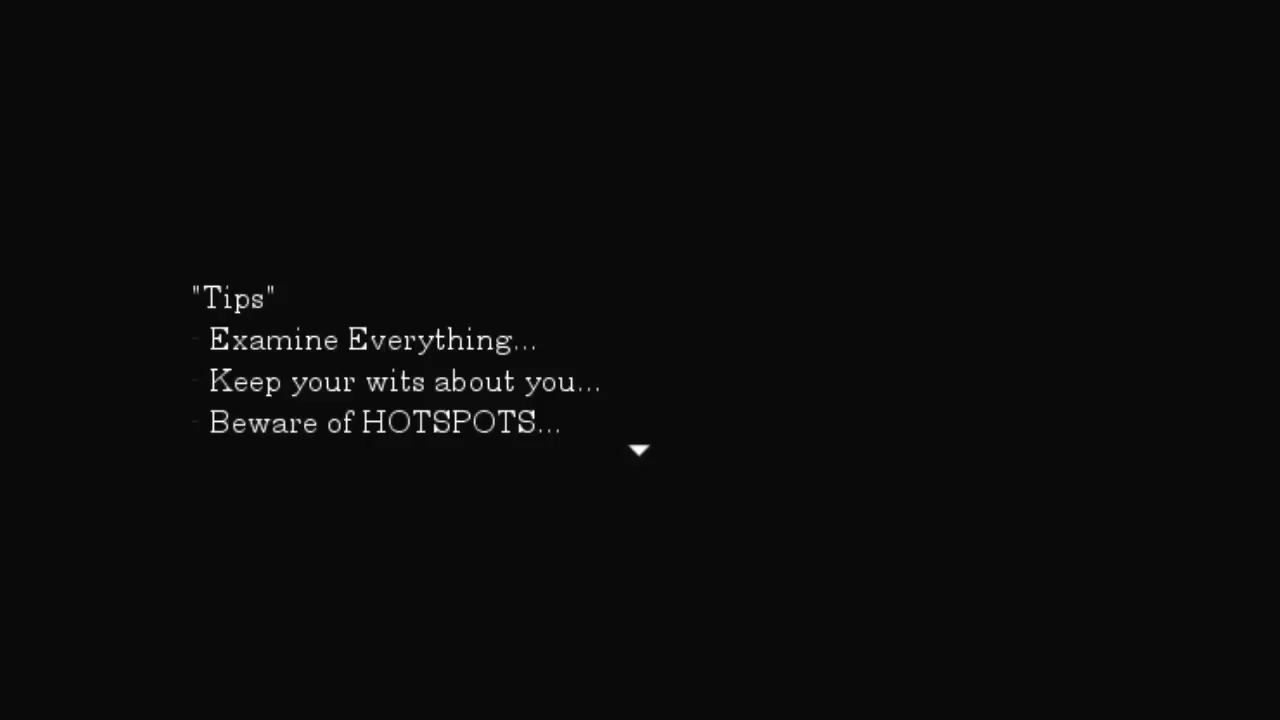 "Tips"
- Examine Everything...
- Keep your wits about you...
- Beware of HOTSPOTS...